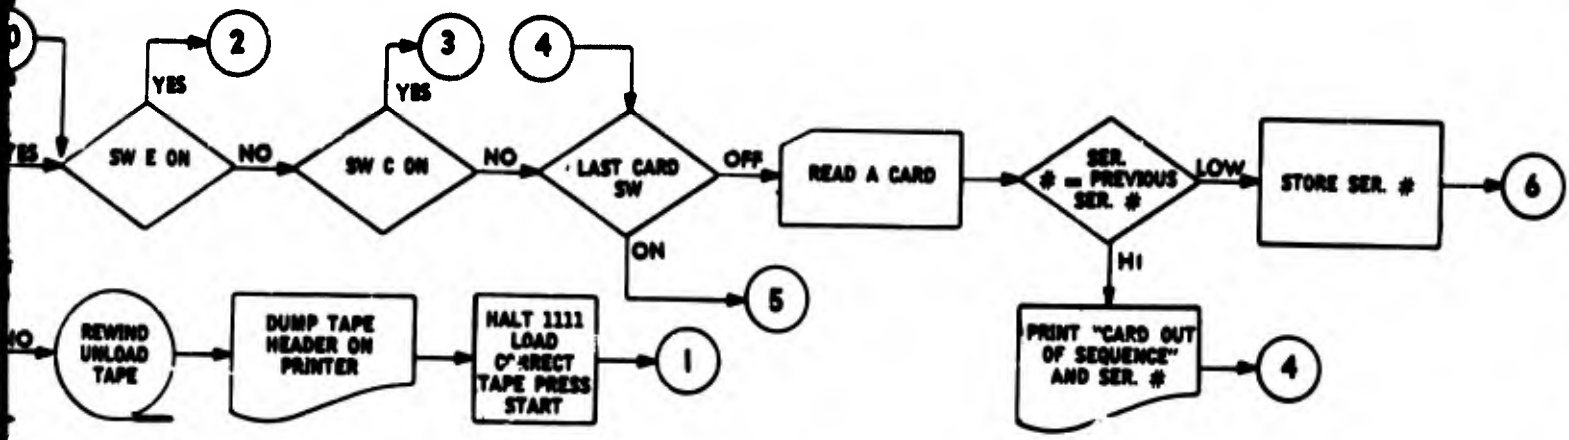 2
3
4
YES
YES
SW E ON
NO
SW C ON
NO
LAST CARD
SW
OFF
READ A CARD
SER.
# = PREVIOUS
SER. #
LOW
STORE SER. #
6
ON
HI
5
NO
REWIND
UNLOAD
TAPE
DUMP TAPE
HEADER ON
PRINTER
HALT 1111
LOAD
CORRECT
TAPE PRESS
START
1
PRINT "CARD OUT
OF SEQUENCE"
AND SER. #
4